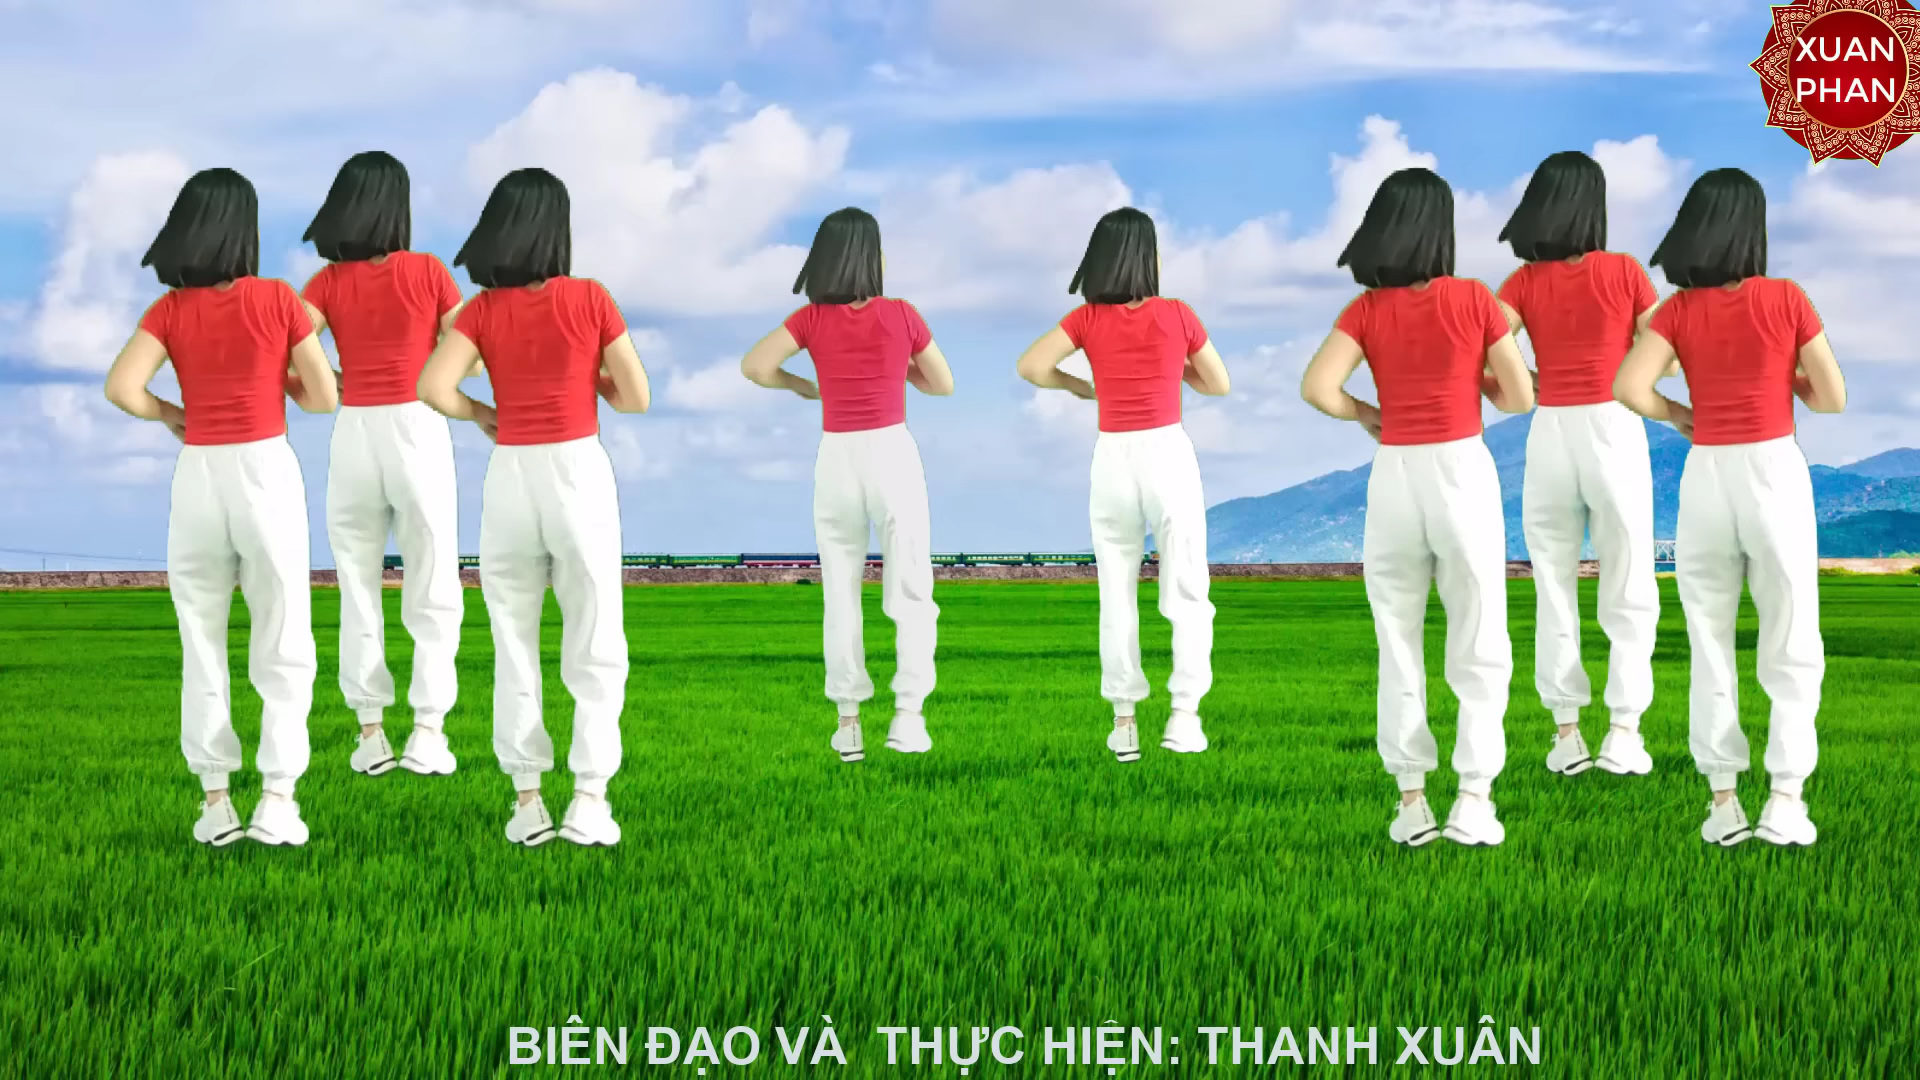 XUAN
PHAN
BIÊN ĐẠO VÀ THỰC HIỆN: THANH XUÂN